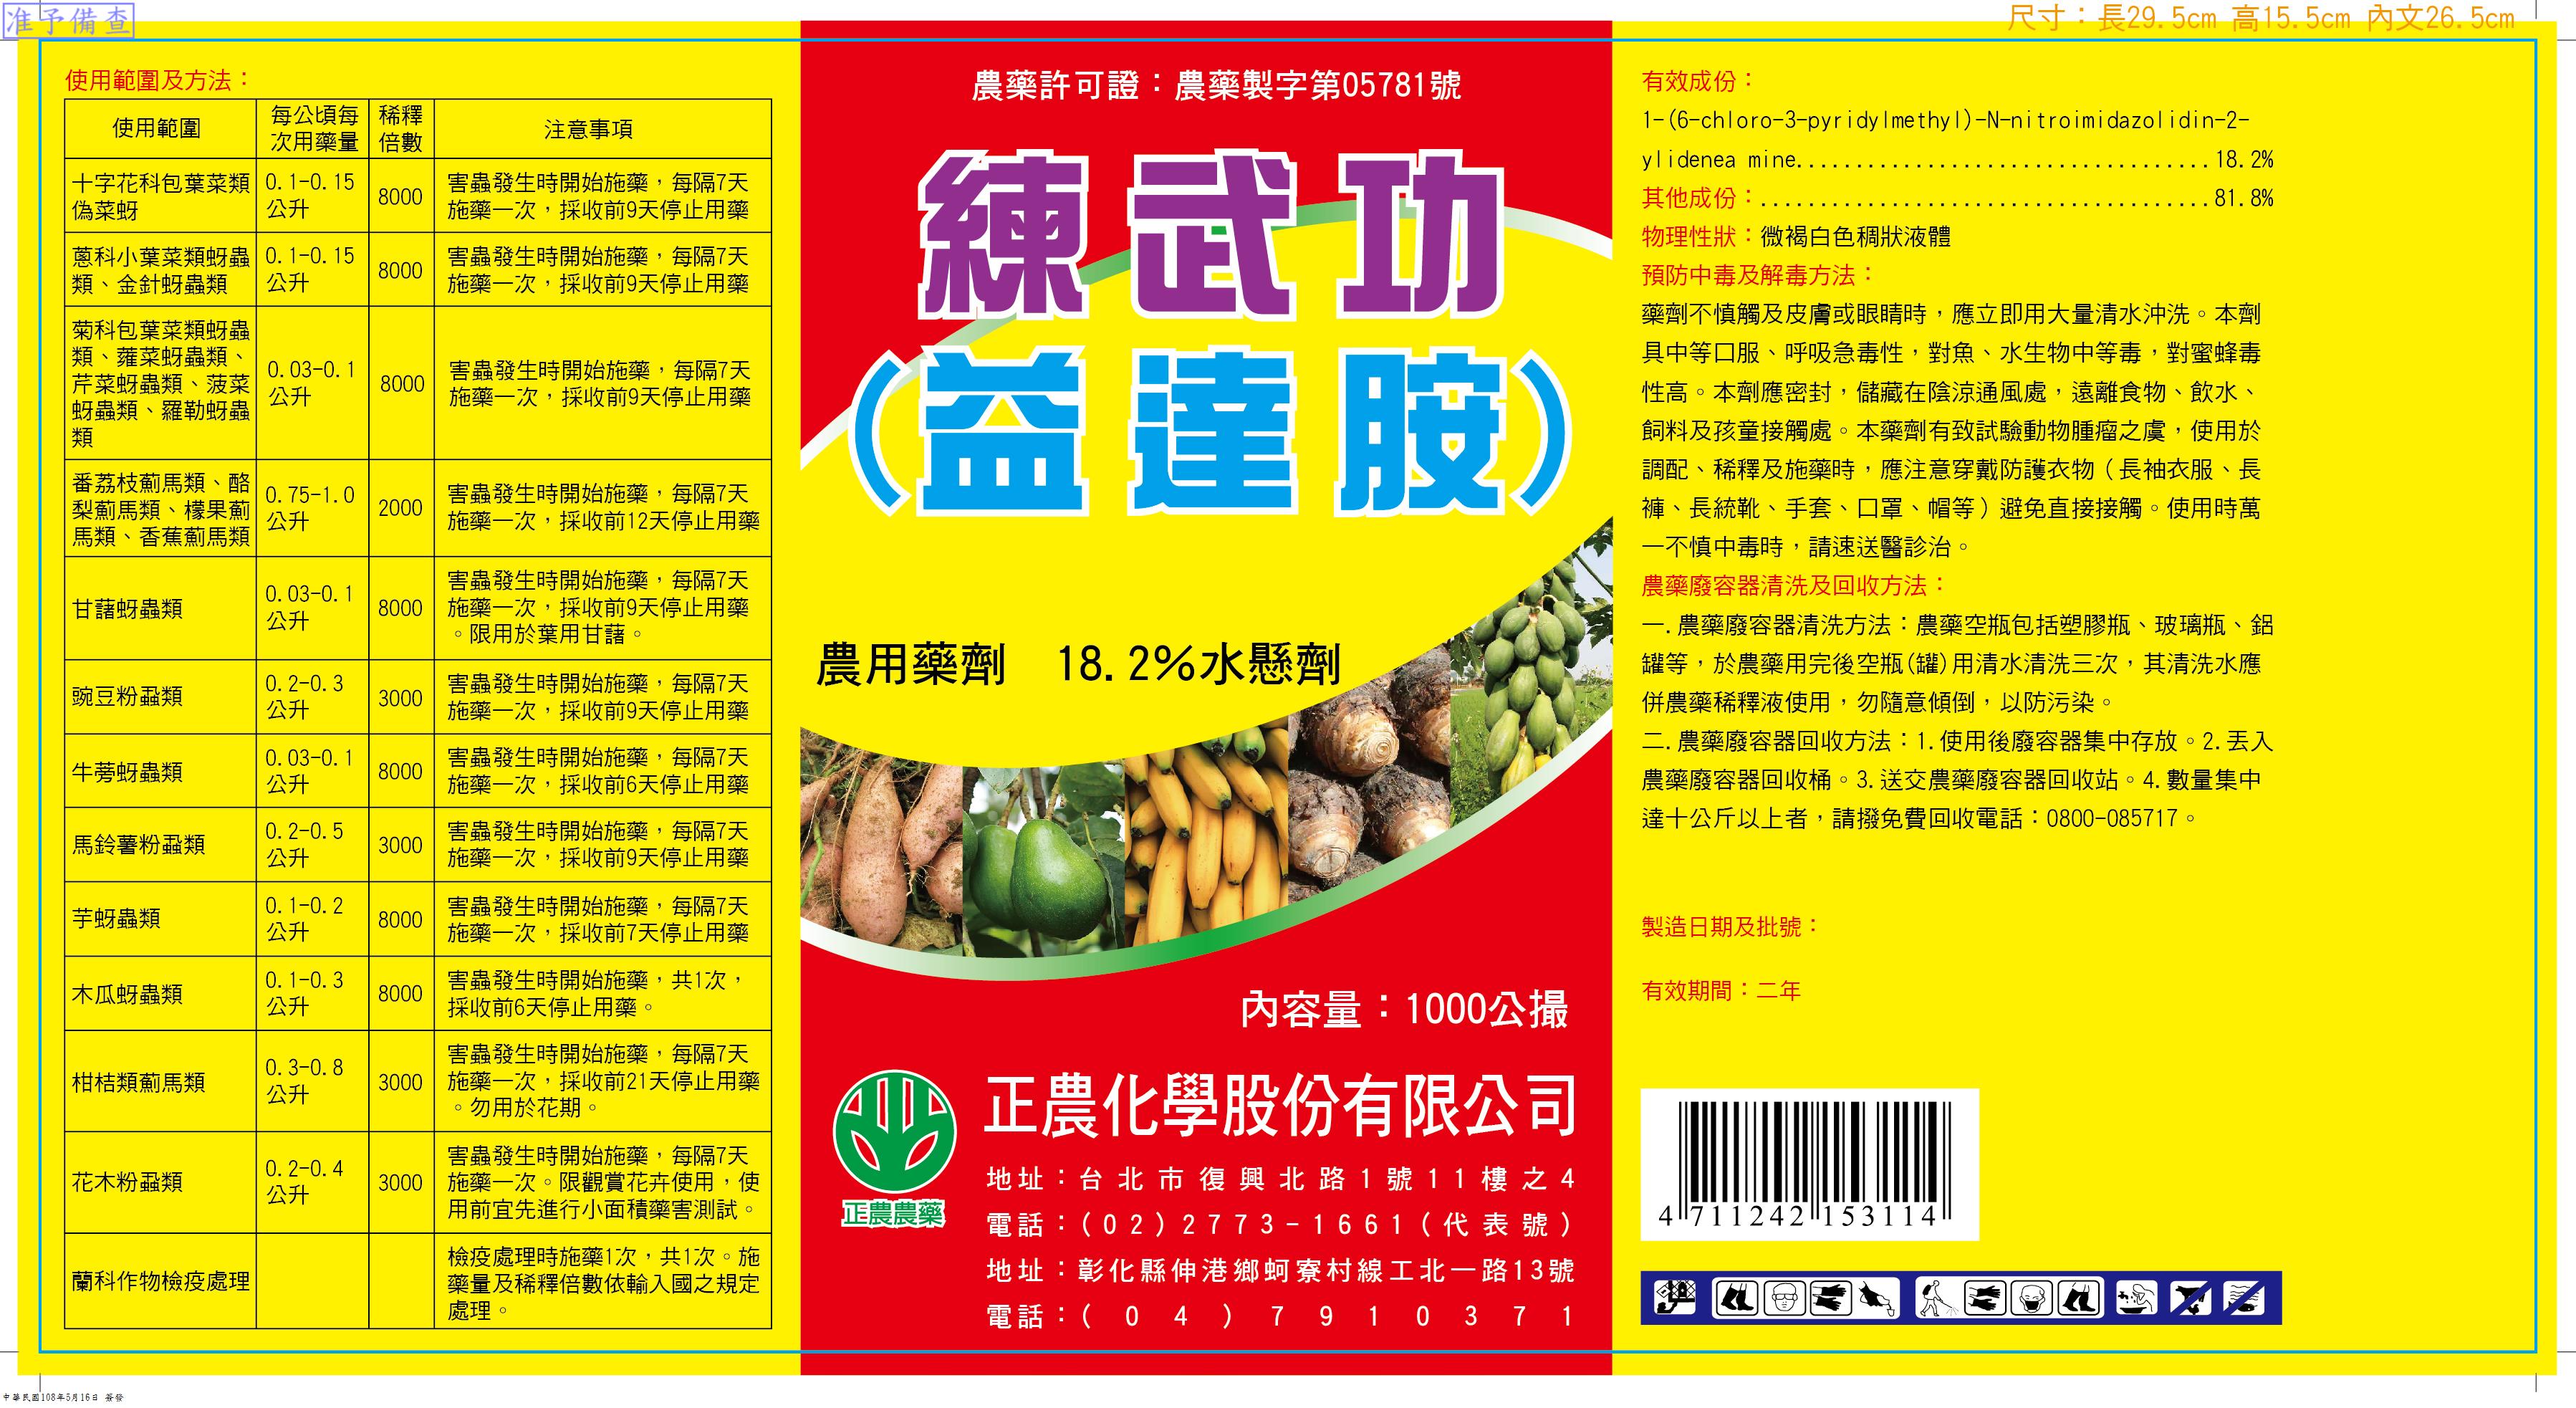 准予備查
尺寸：長29.5cm 高15.5cm 內文26.5cm
使用範圍及方法：
使用範圍
每公頃每
次用藥量
稀釋
倍數
注意事項
十字花科包葉菜類
偽菜蚜
0.1-0.15
公升
8000
害蟲發生時開始施藥，每隔7天
施藥一次，採收前9天停止用藥
蔥科小葉菜類蚜蟲
類、金針蚜蟲類
0.1-0.15
公升
8000
害蟲發生時開始施藥，每隔7天
施藥一次，採收前9天停止用藥
菊科包葉菜類蚜蟲
類、蕹菜蚜蟲類、
芹菜蚜蟲類、菠菜
蚜蟲類、羅勒蚜蟲
類
0.03-0.1
公升
8000
害蟲發生時開始施藥，每隔7天
施藥一次，採收前9天停止用藥
番荔枝薊馬類、酪
梨薊馬類、檬果薊
馬類、香蕉薊馬類
0.75-1.0
公升
2000
害蟲發生時開始施藥，每隔7天
施藥一次，採收前12天停止用藥
甘藷蚜蟲類
0.03-0.1
公升
8000
害蟲發生時開始施藥，每隔7天
施藥一次，採收前9天停止用藥
。限用於葉用甘藷。
豌豆粉蝨類
0.2-0.3
公升
3000
害蟲發生時開始施藥，每隔7天
施藥一次，採收前9天停止用藥
牛蒡蚜蟲類
0.03-0.1
公升
8000
害蟲發生時開始施藥，每隔7天
施藥一次，採收前6天停止用藥
馬鈴薯粉蝨類
0.2-0.5
公升
3000
害蟲發生時開始施藥，每隔7天
施藥一次，採收前9天停止用藥
芋蚜蟲類
0.1-0.2
公升
8000
害蟲發生時開始施藥，每隔7天
施藥一次，採收前7天停止用藥
木瓜蚜蟲類
0.1-0.3
公升
8000
害蟲發生時開始施藥，共1次，
採收前6天停止用藥。
柑桔類薊馬類
0.3-0.8
公升
3000
害蟲發生時開始施藥，每隔7天
施藥一次，採收前21天停止用藥
。勿用於花期。
花木粉蝨類
0.2-0.4
公升
3000
害蟲發生時開始施藥，每隔7天
施藥一次。限觀賞花卉使用，使
用前宜先進行小面積藥害測試。
蘭科作物檢疫處理
檢疫處理時施藥1次，共1次。施
藥量及稀釋倍數依輸入國之規定
處理。
農藥許可證：農藥製字第05781號
練武功
（益達胺）
農用藥劑 18.2%水懸劑
內容量：1000公撮
正農農藥
正農化學股份有限公司
地址：台北市復興北路1號11樓之4
電話：(02)2773-1661(代表號)
地址：彰化縣伸港鄉蚵寮村線工北一路13號
電話：(04)7910371
有效成份：
1-(6-chloro-3-pyridylmethyl)-N-nitroimidazolidin-2-
ylidenea mine...................................18.2%
其他成份：......................................81.8%
物理性狀：微褐白色稠狀液體
預防中毒及解毒方法：
藥劑不慎觸及皮膚或眼睛時，應立即用大量清水沖洗。本劑
具中等口服、呼吸急毒性，對魚、水生物中等毒，對蜜蜂毒
性高。本劑應密封，儲藏在陰涼通風處，遠離食物、飲水、
飼料及孩童接觸處。本藥劑有致試驗動物腫瘤之虞，使用於
調配、稀釋及施藥時，應注意穿戴防護衣物（長袖衣服、長
褲、長統靴、手套、口罩、帽等）避免直接接觸。使用時萬
一不慎中毒時，請速送醫診治。
農藥廢容器清洗及回收方法：
一.農藥廢容器清洗方法：農藥空瓶包括塑膠瓶、玻璃瓶、鋁
罐等，於農藥用完後空瓶(罐)用清水清洗三次，其清洗水應
併農藥稀釋液使用，勿隨意傾倒，以防污染。
二.農藥廢容器回收方法：1.使用後廢容器集中存放。2.丟入
農藥廢容器回收桶。3.送交農藥廢容器回收站。4.數量集中
達十公斤以上者，請撥免費回收電話：0800-085717。
製造日期及批號：
有效期間：二年
4 711242 153114
中華民國108年5月16日 簽發